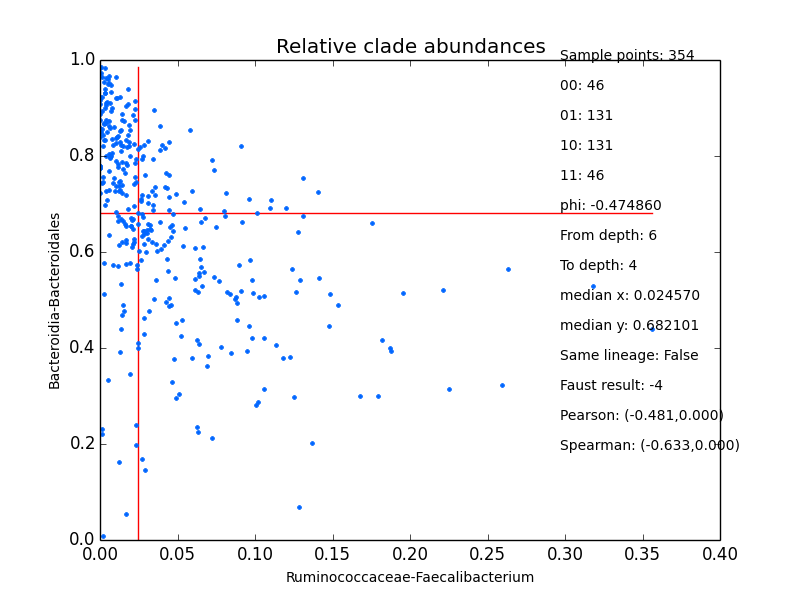 Relative clade abundances
Sample points: 354
00: 46
01: 131
10: 131
11: 46
phi: -0.474860
From depth: 6
To depth: 4
median x: 0.024570
median y: 0.682101
Same lineage: False
Faust result: -4
Pearson: (-0.481,0.000)
Spearman: (-0.633,0.000)
Bacteroidia-Bacteroidales
1.0
0.8
0.6
0.4
0.2
0.0
0.00 0.05 0.10 0.15 0.20 0.25 0.30 0.35 0.40
Ruminococcaceae-Faecalibacterium